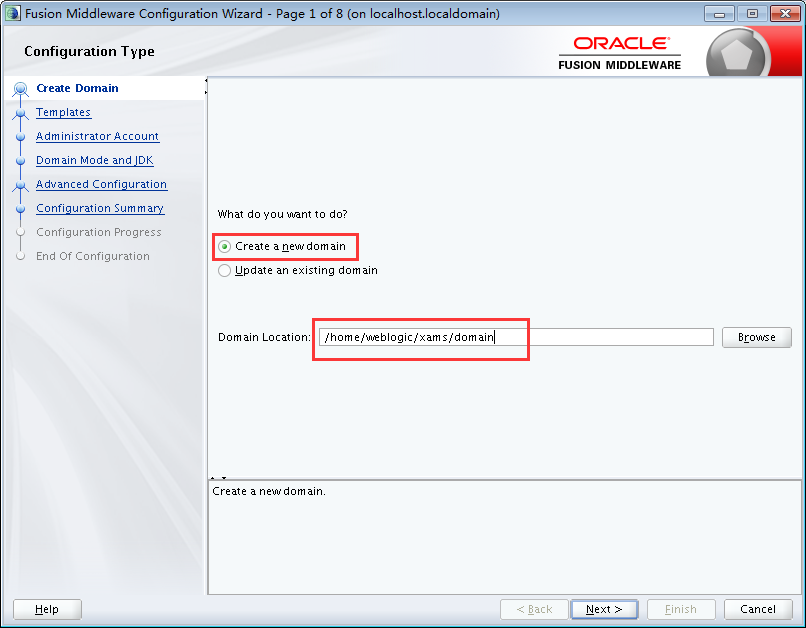 Fusion Middleware Configuration Wizard - Page 1 of 8 (on localhost.localdomain)
Configuration Type
ORACLE
FUSION MIDDLEWARE
Create Domain
Templates
Administrator Account
Domain Mode and JDK
Advanced Configuration
Configuration Summary
Configuration Progress
End Of Configuration
What do you want to do?
Create a new domain
Update an existing domain
Domain Location: /home/weblogic/xams/domain Browse
Create a new domain.
Help < Back Next > Finish Cancel